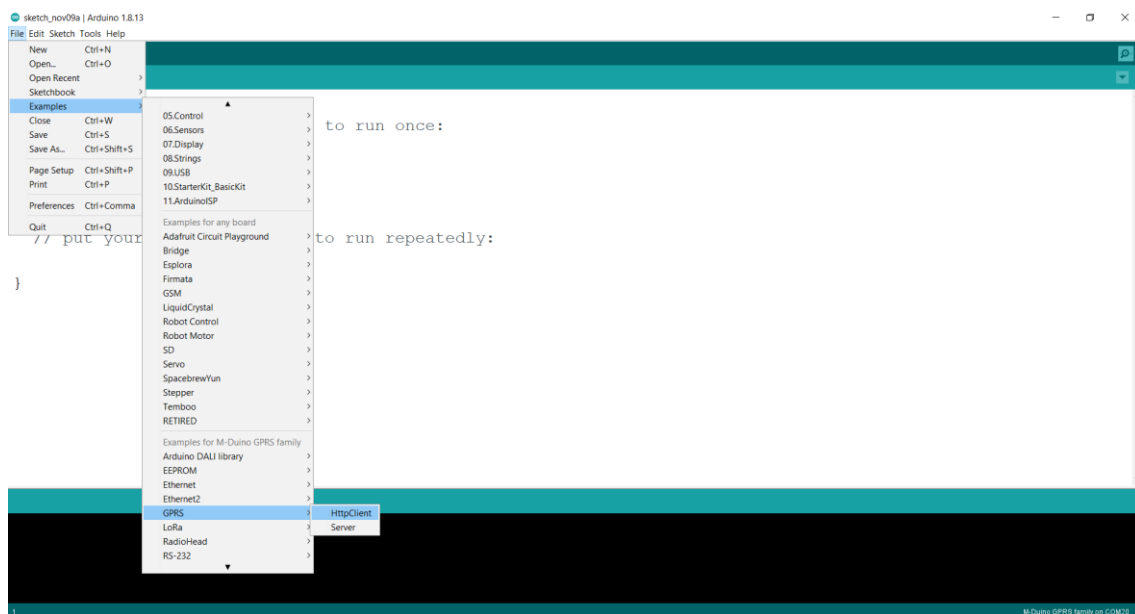 sketch_nov09a | Arduino 1.8.13
File Edit Sketch Tools Help
New Ctrl+N
Open... Ctrl+O
Open Recent
Sketchbook
Examples
Close Ctrl+W
Save Ctrl+S
Save As... Ctrl+Shift+S
Page Setup Ctrl+Shift+P
Print Ctrl+P
Preferences Ctrl+Comma
Quit Ctrl+Q
05.Control
06.Sensors
07.Display
08.Strings
09.USB
10.StarterKit_BasicKit
11.ArduinoISP
Examples for any board
Adafruit Circuit Playground
Bridge
Esplora
Firmata
GSM
LiquidCrystal
Robot Control
Robot Motor
SD
Servo
SpacebrewYun
Stepper
Temboo
RETIRED
Examples for M-Duino GPRS family
Arduino DALI library
EEPROM
Ethernet
Ethernet2
GPRS
LoRa
RadioHead
RS-232
HttpClient
Server
to run once:
// put your to run repeatedly:
}
1 M-Duino GPRS family on COM20